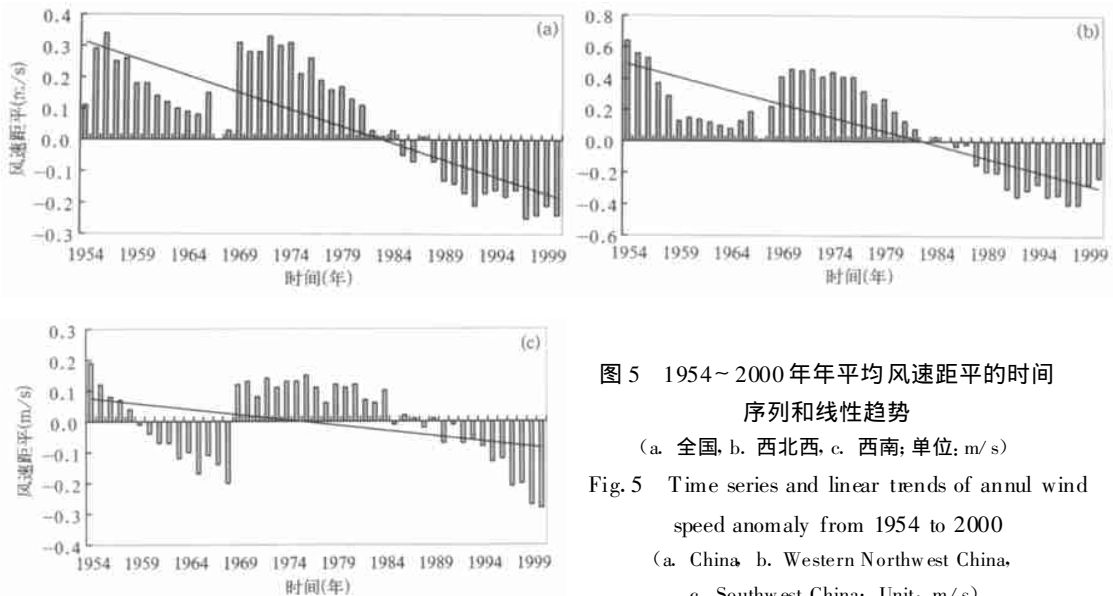 (a)
风速距平(m/s)
0.4
0.3
0.2
0.1
0.0
-0.1
-0.2
-0.3
1954 1959 1964 1969 1974 1979 1984 1989 1994 1999
时间(年)
(b)
0.8
0.6
0.4
0.2
0.0
-0.2
-0.4
-0.6
1954 1959 1964 1969 1974 1979 1984 1989 1994 1999
时间(年)
(c)
风速距平(m/s)
0.3
0.2
0.1
0.0
-0.1
-0.2
-0.3
-0.4
1954 1959 1964 1969 1974 1979 1984 1989 1994 1999
时间(年)
图 5 1954~2000年年平均风速距平的时间
序列和线性趋势
(a. 全国, b. 西北西, c. 西南; 单位: m/s)
Fig. 5 Time series and linear trends of annul wind
speed anomaly from 1954 to 2000
(a. China, b. Western Northwest China,
c. Southwest China; Unit: m/s)